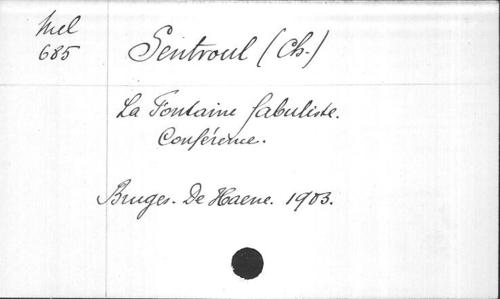 Mel
685
Sentroul (Ch.)
La Fontaine fabuliste.
Conférence.
Bruges. De Haene. 1903.